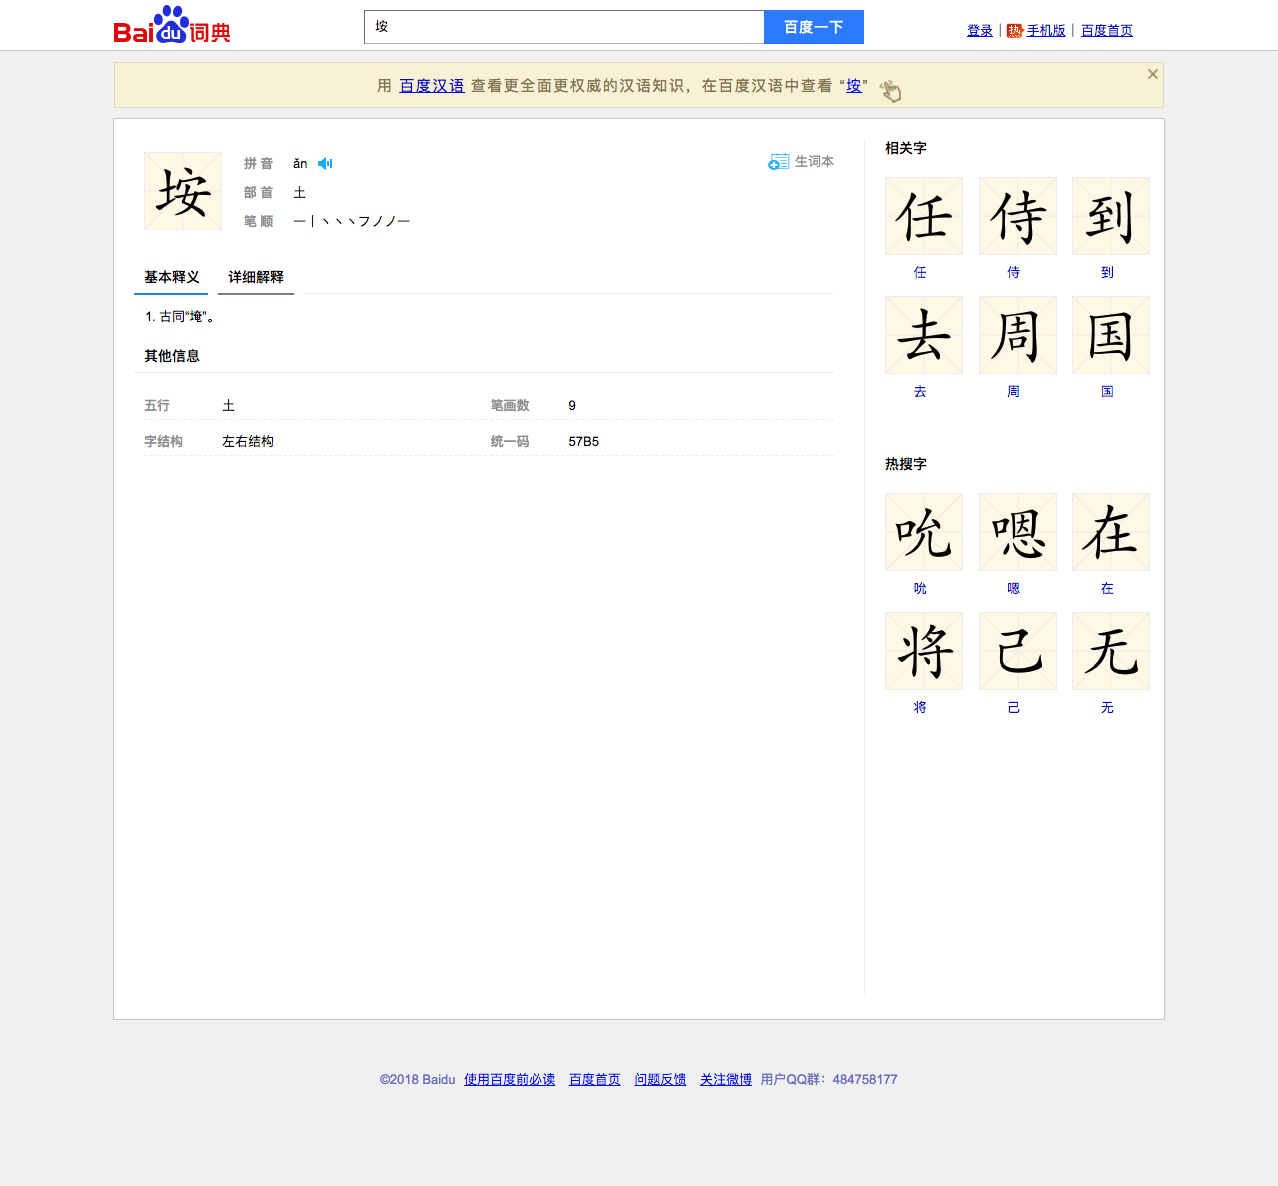 Bai du 词典
垵
百度一下
登录 | 热 手机版 | 百度首页
用 百度汉语 查看更全面更权威的汉语知识，在百度汉语中查看 “垵”
垵
拼 音 ǎn
生词本
部 首 土
笔 顺 一丨丶丶丶フノノ一
基本释义 详细解释
1. 古同“埯”。
其他信息
五行 土 笔画数 9
字结构 左右结构 统一码 57B5
相关字
任 侍 到
任 侍 到
去 周 国
去 周 国
热搜字
吮 嗯 在
吮 嗯 在
将 己 无
将 己 无
©2018 Baidu 使用百度前必读 百度首页 问题反馈 关注微博 用户QQ群：484758177